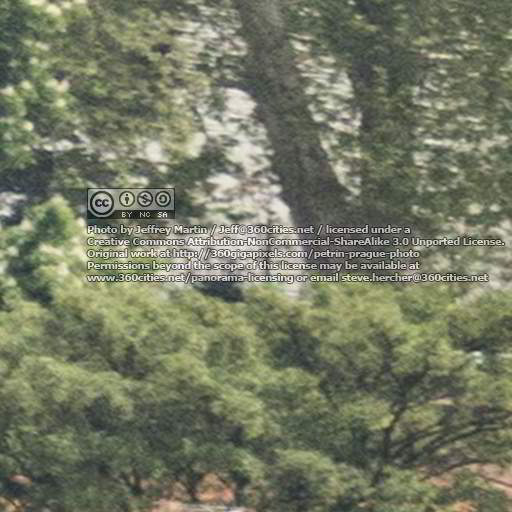 cc BY NC SA
Photo by Jeffrey Martin / Jeff@360cities.net / licensed under a
Creative Commons Attribution-NonCommercial-ShareAlike 3.0 Unported License.
Original work at http://360gigapixels.com/petrin-prague-photo
Permissions beyond the scope of this license may be available at
www.360cities.net/panorama-licensing or email steve.hercher@360cities.net